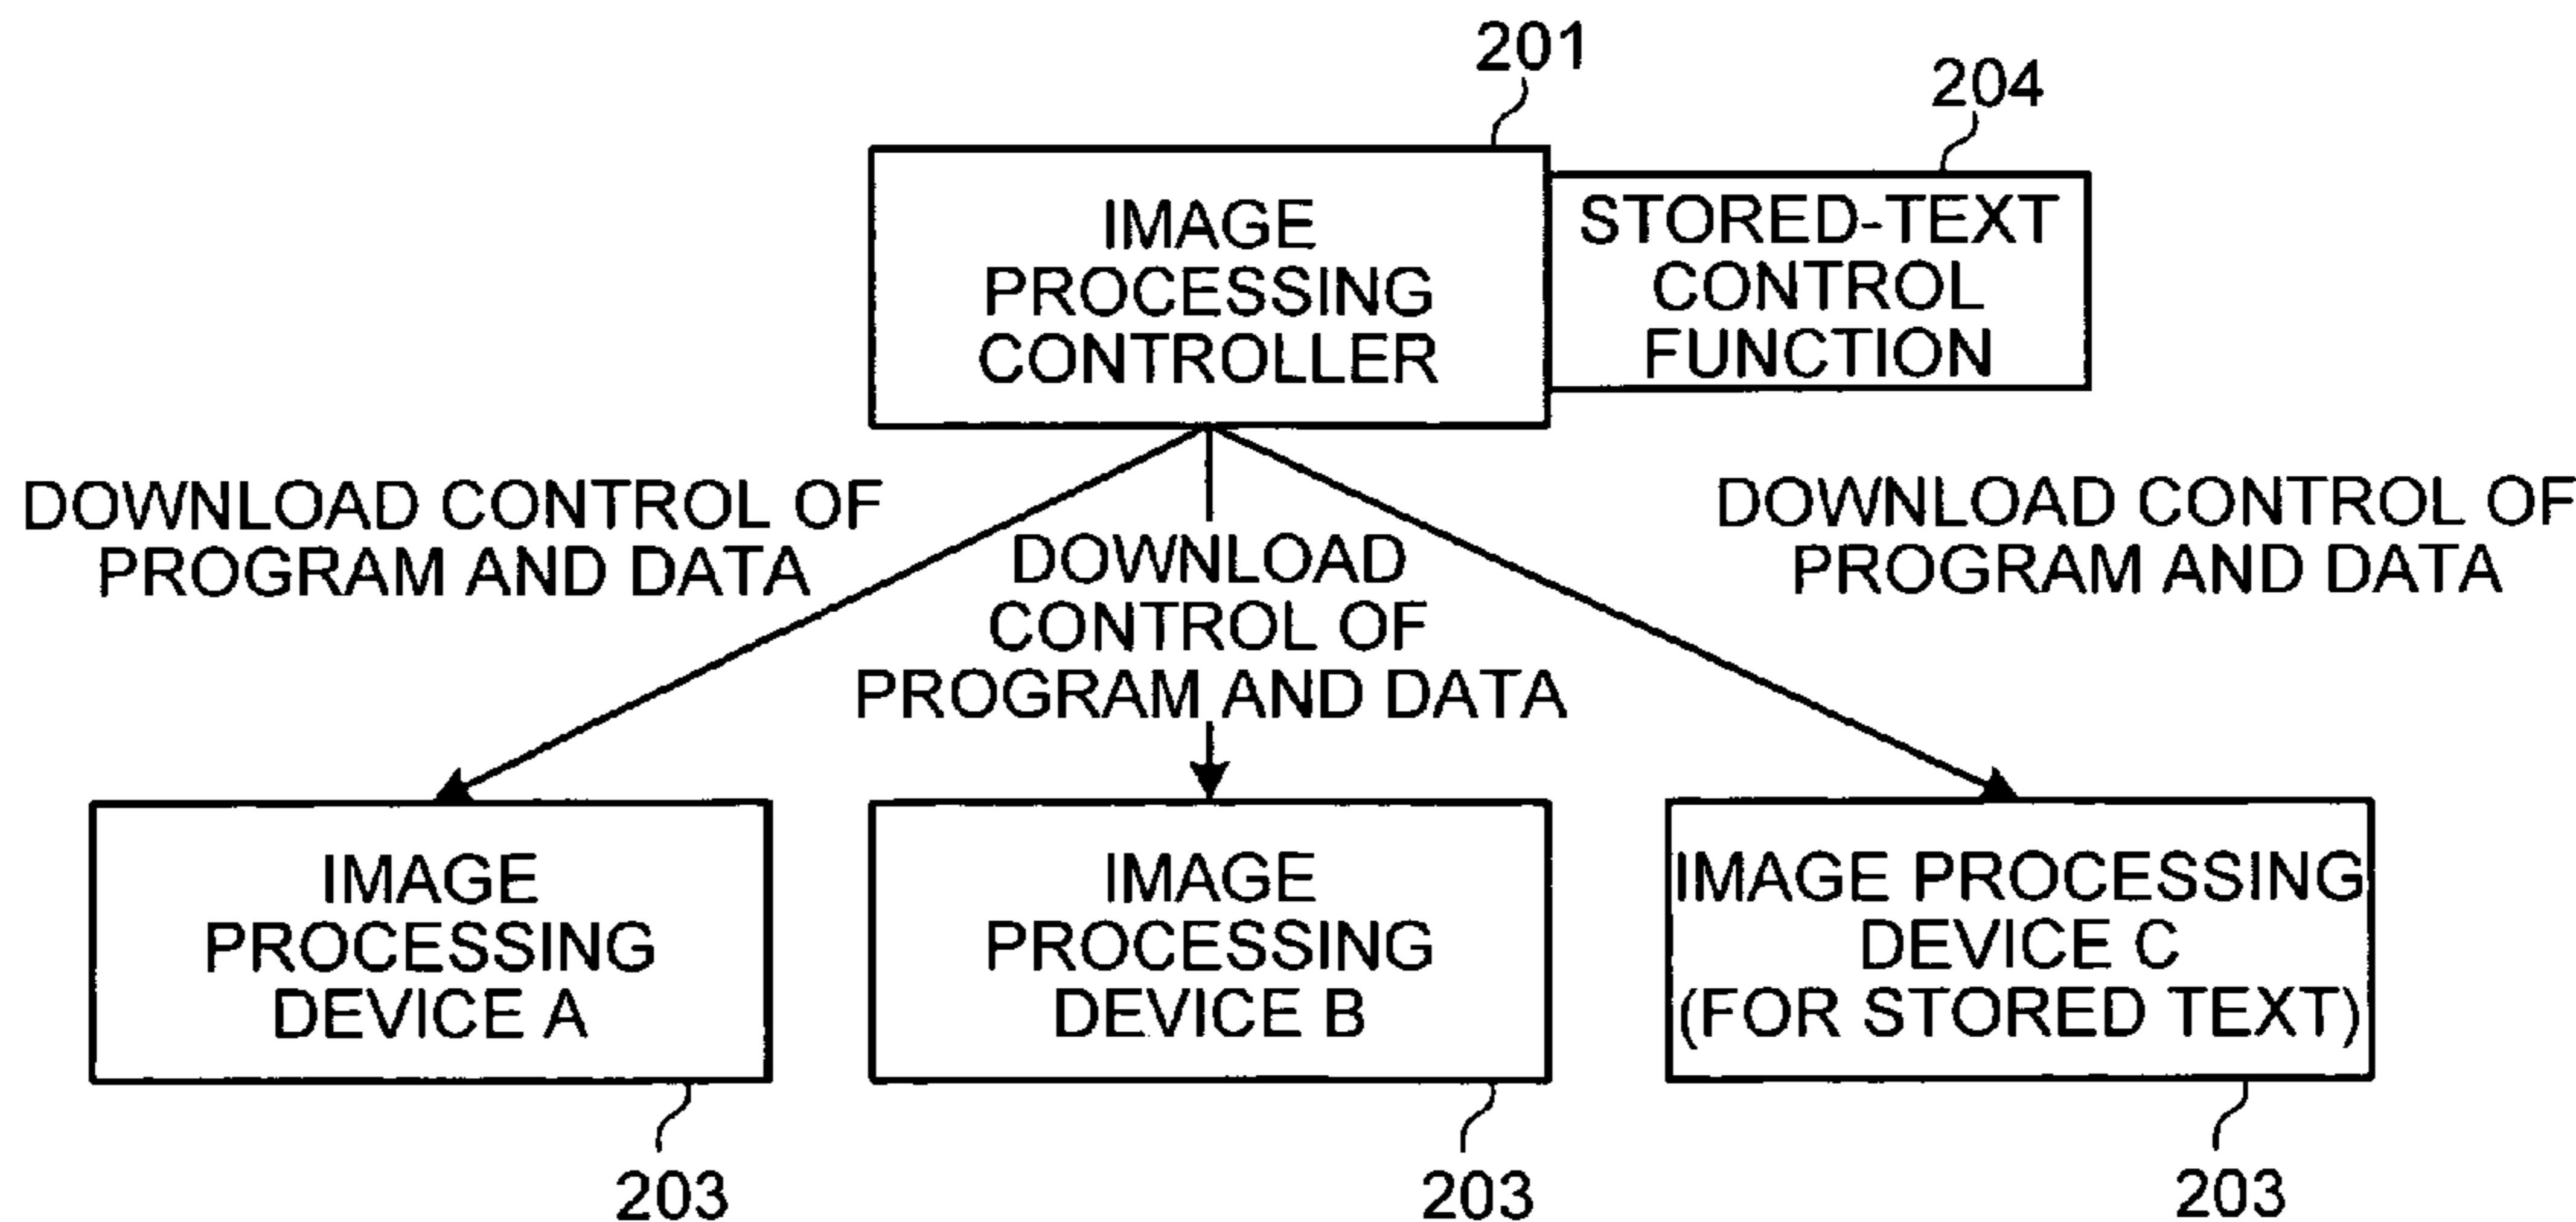 201
204
IMAGE
PROCESSING
CONTROLLER
STORED-TEXT
CONTROL
FUNCTION
DOWNLOAD CONTROL OF
PROGRAM AND DATA
DOWNLOAD
CONTROL OF
PROGRAM AND DATA
DOWNLOAD CONTROL OF
PROGRAM AND DATA
IMAGE
PROCESSING
DEVICE A
IMAGE
PROCESSING
DEVICE B
IMAGE PROCESSING
DEVICE C
(FOR STORED TEXT)
203
203
203